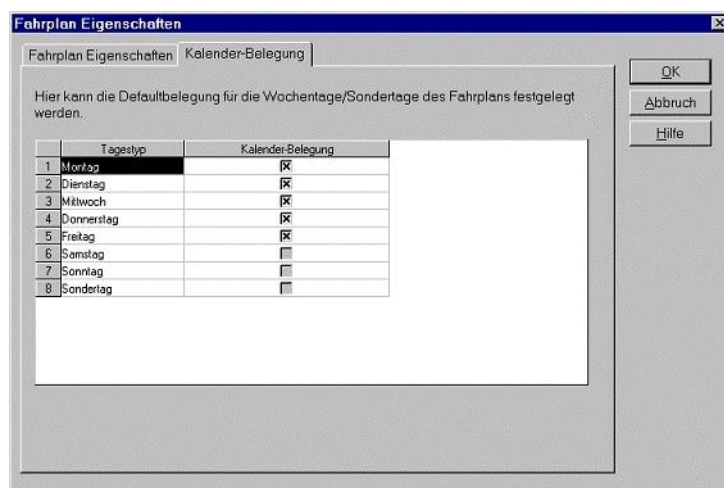 Fahrplan Eigenschaften
Fahrplan Eigenschaften Kalender-Belegung
OK
Abbruch
Hilfe
Hier kann die Defaultbelegung für die Wochentage/Sondertage des Fahrplans festgelegt
werden.
Tagestyp Kalender-Belegung
1 Montag
2 Dienstag
3 Mittwoch
4 Donnerstag
5 Freitag
6 Samstag
7 Sonntag
8 Sondertag